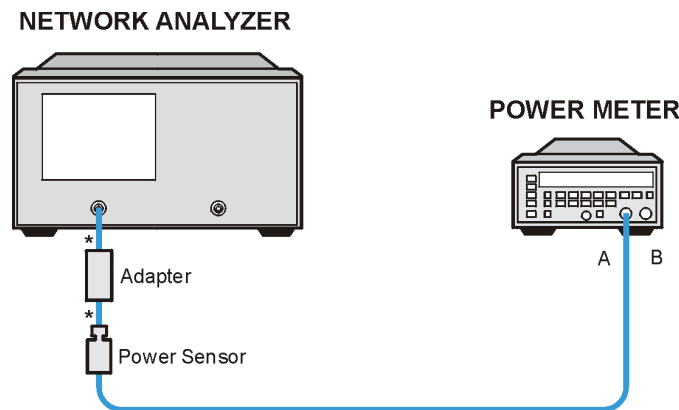 NETWORK ANALYZER
POWER METER
A
B
*
Adapter
*
Power Sensor